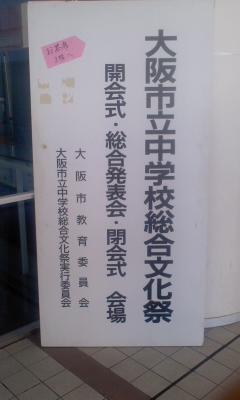 大阪市立中学校総合文化祭
開会式・総合発表会・閉会式 会場
大阪市教育委員会
大阪市立中学校総合文化祭実行委員会